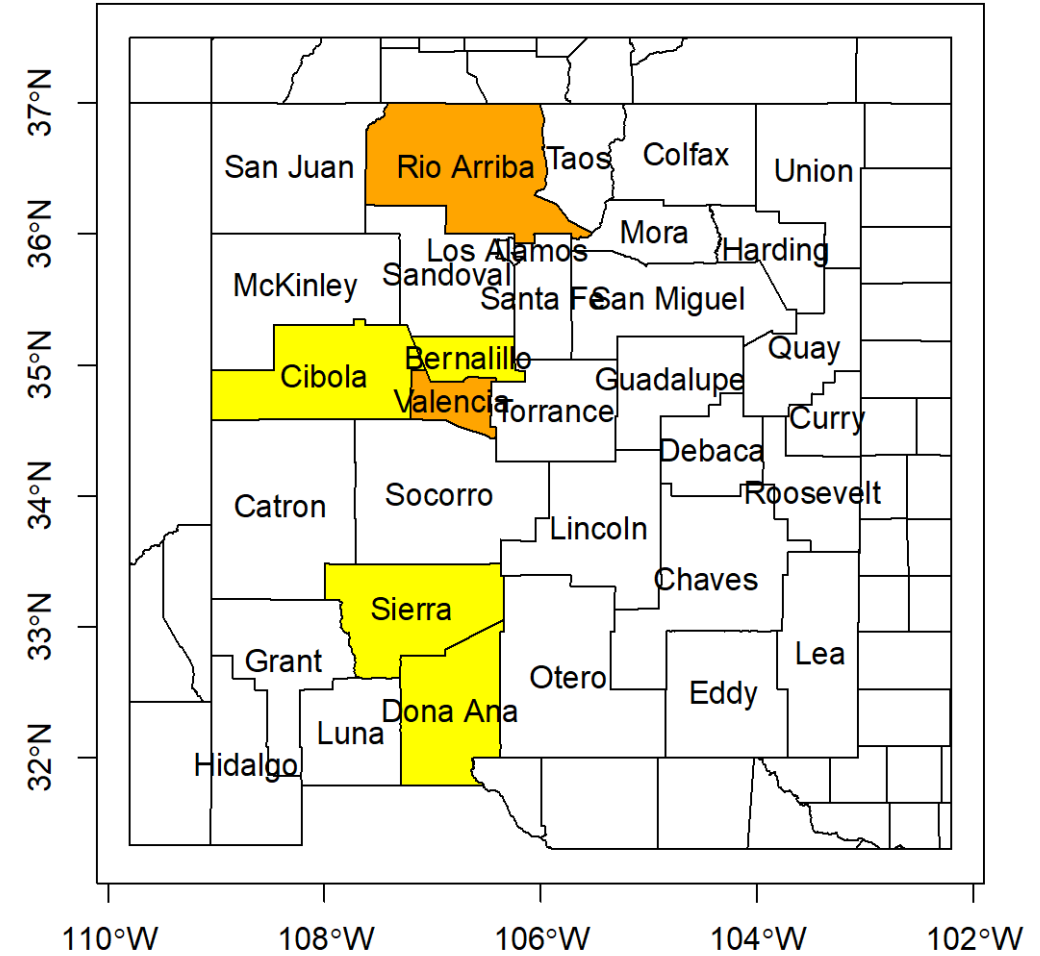 37°N
36°N
35°N
34°N
33°N
32°N
San Juan
Rio Arriba
Taos
Colfax
Union
Los Alamos
Mora
Harding
McKinley
Sandoval
Santa Fe
San Miguel
Cibola
Bernalillo
Quay
Valencia
Torrance
Guadalupe
Curry
Debaca
Catron
Socorro
Roosevelt
Lincoln
Chaves
Sierra
Grant
Otero
Lea
Luna
Dona Ana
Eddy
Hidalgo
110°W
108°W
106°W
104°W
102°W